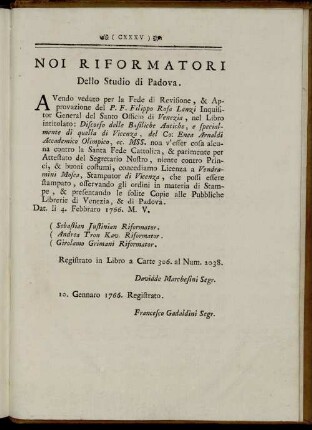 ( CXXXV )
NOI RIFORMATORI
Dello Studio di Padova.
AVendo veduto per la Fede di Revisione, & Ap-
provazione del P. F. Filippo Rosa Lanzi Inquisi-
tor General del Santo Officio di Venezia, nel Libro
intitolato: Discorso delle Basiliche Antiche, e special-
mente di quella di Vicenza, del Co: Enea Arnaldi
Accademico Olimpico, ec. MSS. non v'esser cosa alcu-
na contro la Santa Fede Cattolica, & parimente per
Attestato del Segretario Nostro, niente contro Prin-
cipi, & buoni costumi, concediamo Licenza a Vendra-
mini Mosca, Stampator di Vicenza, che possi essere
stampato, osservando gli ordini in materia di Stam-
pe, & presentando le solite Copie alle Pubbliche
Librerie di Venezia, & di Padova.
Dat. li 4. Febbraro 1766. M. V.
( Sebastian Justinian Riformator.
( Andrea Tron Kav. Riformator.
( Girolamo Grimani Riformator.
Registrato in Libro a Carte 306. al Num. 2038.
Davidde Marchesini Segr.
10. Gennaro 1766. Registrato.
Francesco Gadaldini Segr.